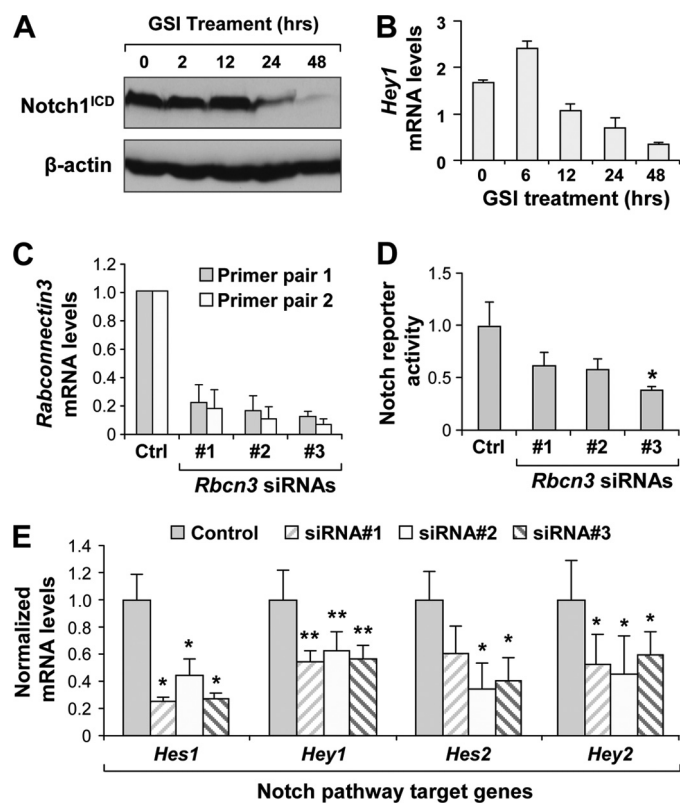 A
GSI Treament (hrs)
0 2 12 24 48
Notch1ICD
β-actin
B
Hey1
mRNA levels
3
2
1
0
0 6 12 24 48
GSI treatment (hrs)
C
Rabconnectin3
mRNA levels
1.2
1.0
0.8
0.6
0.4
0.2
0
Primer pair 1
Primer pair 2
Ctrl #1 #2 #3
Rbcn3 siRNAs
D
Notch reporter
activity
1.5
1.0
0.5
0
*
Ctrl #1 #2 #3
Rbcn3 siRNAs
E
Control siRNA#1 siRNA#2 siRNA#3
Normalized
mRNA levels
1.4
1.2
1.0
0.8
0.6
0.4
0.2
0
* * * ** ** ** * * * * *
Hes1 Hey1 Hes2 Hey2
Notch pathway target genes